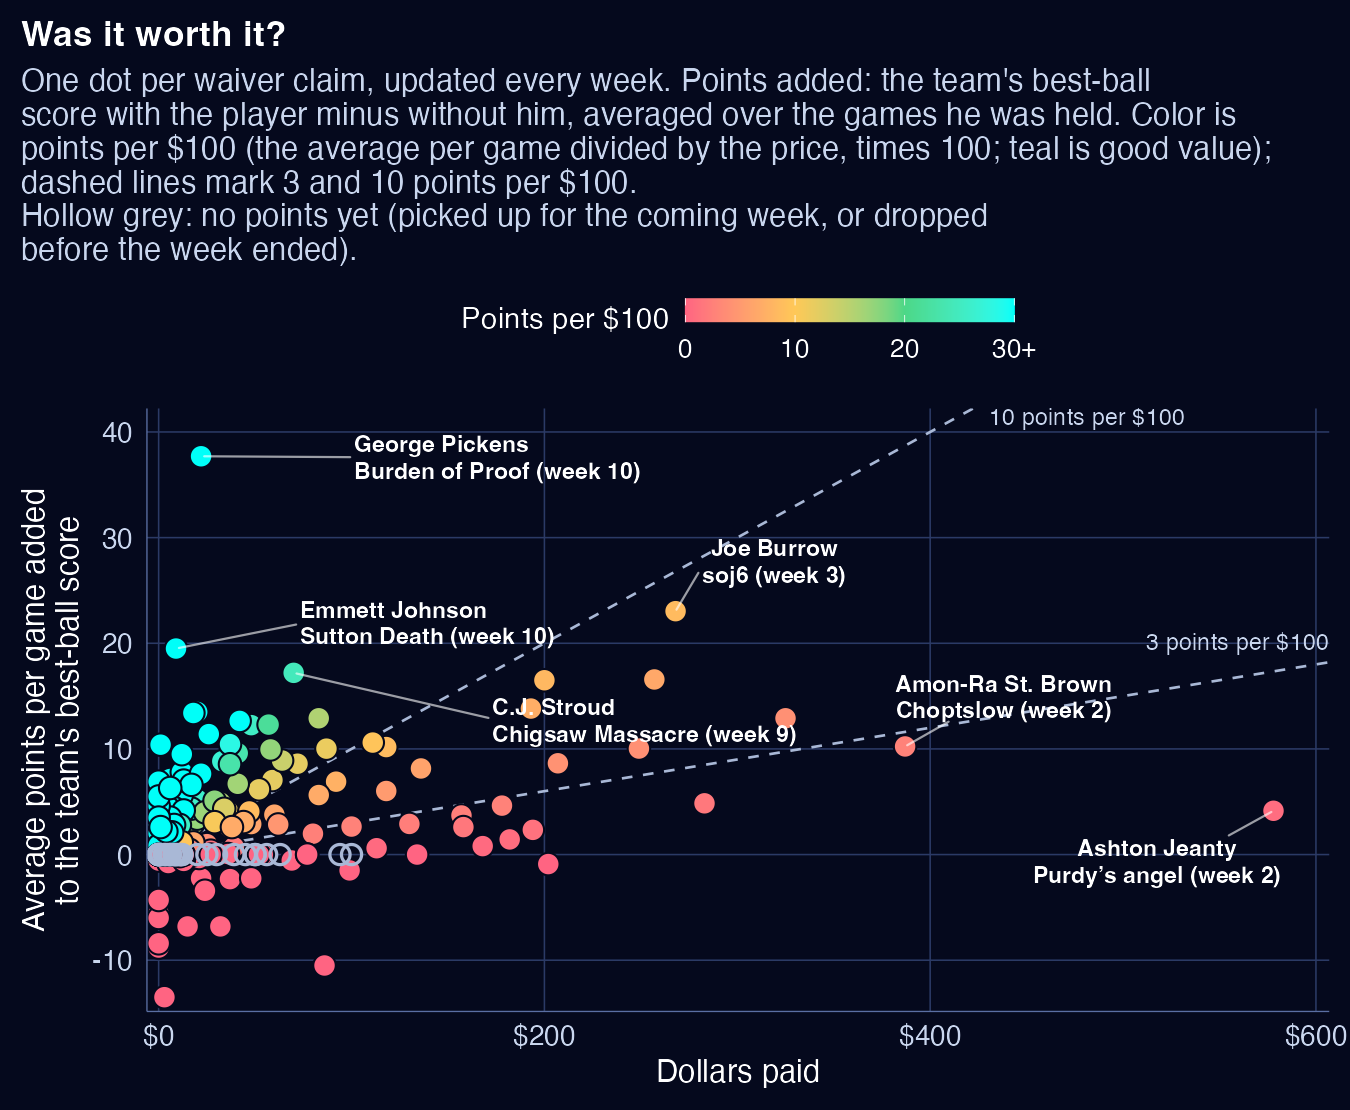 Was it worth it?
One dot per waiver claim, updated every week. Points added: the team's best-ball
score with the player minus without him, averaged over the games he was held. Color is
points per $100 (the average per game divided by the price, times 100; teal is good value);
dashed lines mark 3 and 10 points per $100.
Hollow grey: no points yet (picked up for the coming week, or dropped
before the week ended).
Points per $100
0 10 20 30+
10 points per $100
George Pickens
Burden of Proof (week 10)
Joe Burrow
soj6 (week 3)
Emmett Johnson
Sutton Death (week 10)
3 points per $100
Amon-Ra St. Brown
Choptslow (week 2)
C.J. Stroud
Chigsaw Massacre (week 9)
Ashton Jeanty
Purdy’s angel (week 2)
Average points per game added
to the team's best-ball score
40
30
20
10
0
-10
$0 $200 $400 $600
Dollars paid